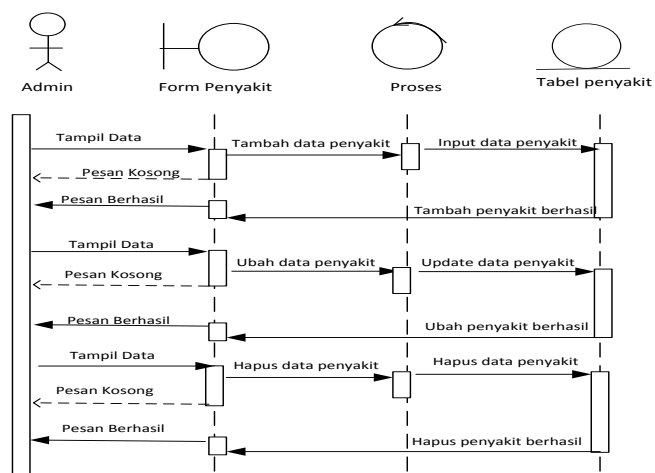 Admin
Form Penyakit
Proses
Tabel penyakit
Tampil Data
Tambah data penyakit
Input data penyakit
Pesan Kosong
Pesan Berhasil
Tambah penyakit berhasil
Tampil Data
Ubah data penyakit
Update data penyakit
Pesan Kosong
Pesan Berhasil
Ubah penyakit berhasil
Tampil Data
Hapus data penyakit
Hapus data penyakit
Pesan Kosong
Pesan Berhasil
Hapus penyakit berhasil